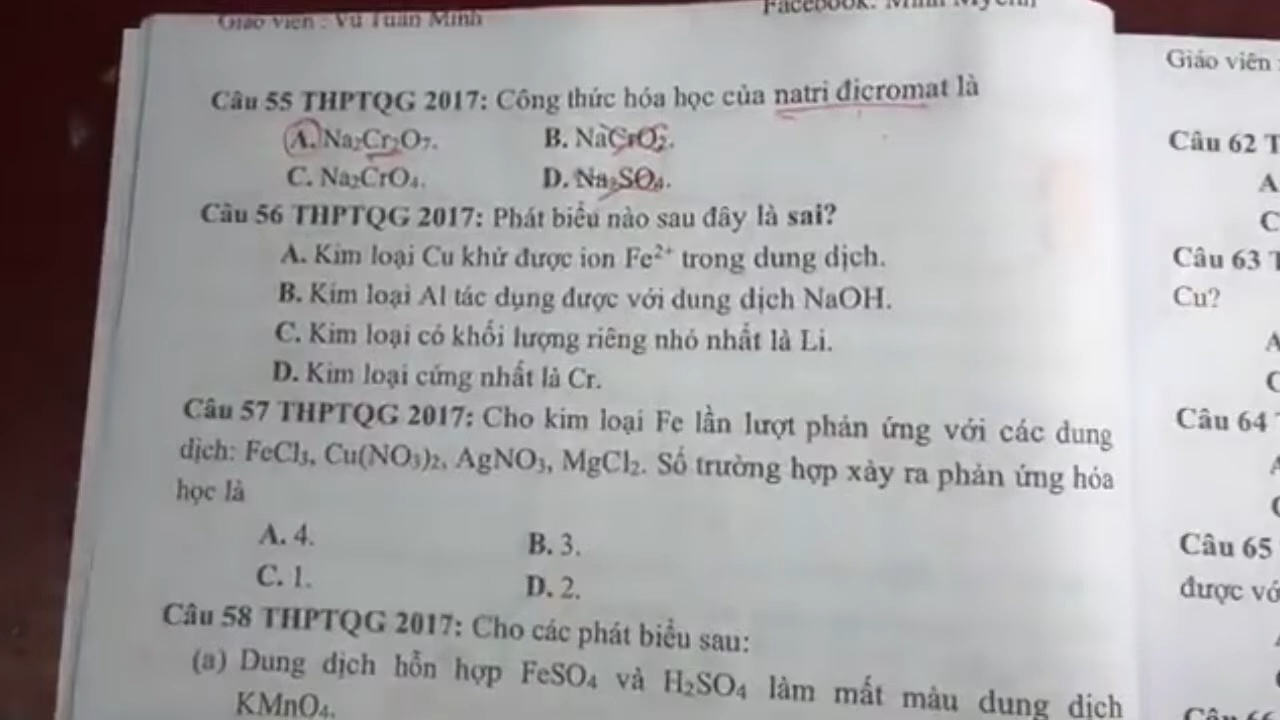 Giáo viên : Vũ Tuấn Minh
Facebook:
Câu 55 THPTQG 2017: Công thức hóa học của natri đicromat là
A. Na₂Cr₂O₇. B. NaCrO₂.
C. Na₂CrO₄. D. Na₂SO₄.
Câu 56 THPTQG 2017: Phát biểu nào sau đây là sai?
A. Kim loại Cu khử được ion Fe²⁺ trong dung dịch.
B. Kim loại Al tác dụng được với dung dịch NaOH.
C. Kim loại có khối lượng riêng nhỏ nhất là Li.
D. Kim loại cứng nhất là Cr.
Câu 57 THPTQG 2017: Cho kim loại Fe lần lượt phản ứng với các dung
dịch: FeCl₃, Cu(NO₃)₂, AgNO₃, MgCl₂. Số trường hợp xảy ra phản ứng hóa
học là
A. 4. B. 3.
C. 1. D. 2.
Câu 58 THPTQG 2017: Cho các phát biểu sau:
(a) Dung dịch hỗn hợp FeSO₄ và H₂SO₄ làm mất màu dung dịch
KMnO₄.
Giáo viên :
Câu 62 T
A
C
Câu 63 T
Cu?
A
C
Câu 64
Câu 65
được vớ